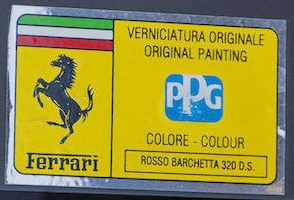 VERNICIATURA ORIGINALE
ORIGINAL PAINTING
PPG
COLORE - COLOUR
Ferrari
ROSSO BARCHETTA 320 D.S.